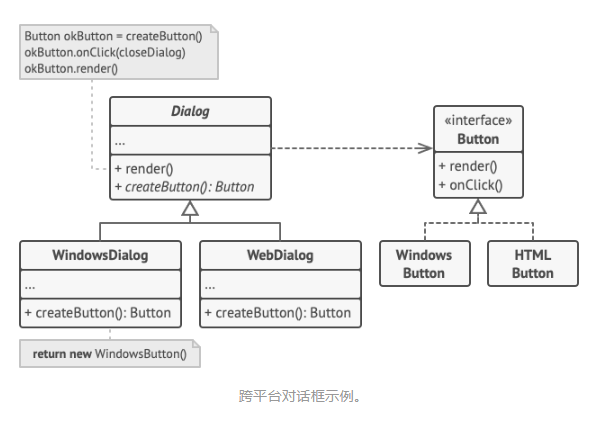 Button okButton = createButton()
okButton.onClick(closeDialog)
okButton.render()
Dialog
...
+ render()
+ createButton(): Button
«interface»
Button
+ render()
+ onClick()
WindowsDialog
...
+ createButton(): Button
WebDialog
...
+ createButton(): Button
Windows
Button
HTML
Button
return new WindowsButton()
跨平台对话框示例。